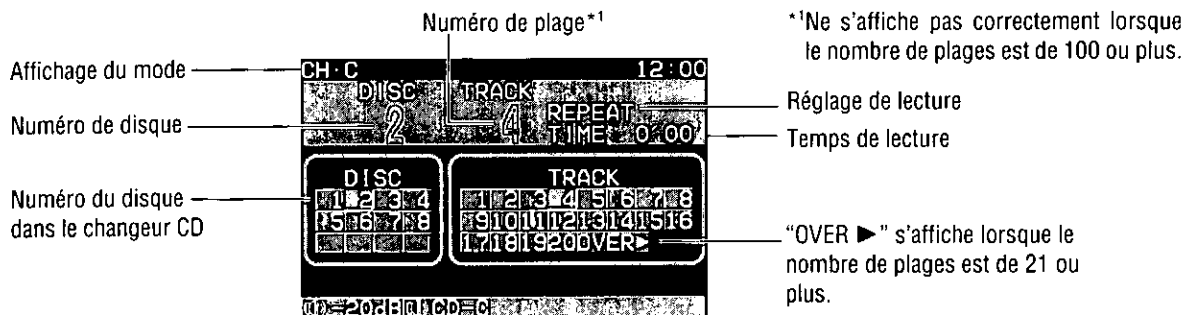 Numéro de plage*1
*1Ne s'affiche pas correctement lorsque
le nombre de plages est de 100 ou plus.
Affichage du mode
CH·C 12:00
DISC TRACK
Numéro de disque
2 4
REPEAT
TIME 0'00"
Réglage de lecture
Temps de lecture
Numéro du disque
dans le changeur CD
DISC
1 2 3 4
5 6 7 8
TRACK
1 2 3 4 5 6 7 8
9 10 11 12 13 14 15 16
17 18 19 20 OVER►
"OVER ►" s'affiche lorsque le
nombre de plages est de 21 ou
plus.